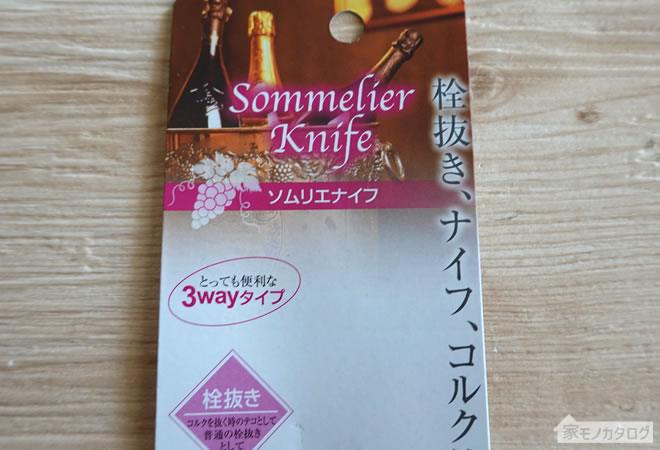 Sommelier
Knife
ソムリエナイフ
栓抜き、ナイフ、コルク
とっても便利な
3wayタイプ
栓抜き
コルクを抜く時のテコとして
普通の栓抜き
として
家モノカタログ